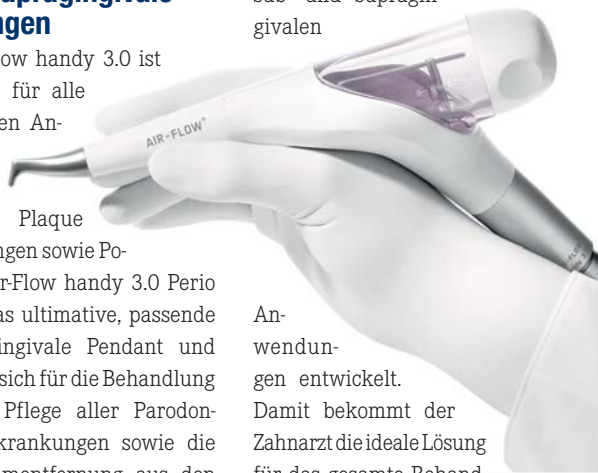 supragingivale
ngen
ow handy 3.0 ist
für alle
en An-
Plaque
ngen sowie Po-
r-Flow handy 3.0 Perio
as ultimative, passende
ingivale Pendant und
sich für die Behandlung
Pflege aller Parodon-
krankungen sowie die
mentfernung aus den
sub- und supragin-
givalen
An-
wendun-
gen entwickelt.
Damit bekommt der
Zahnarzt die ideale Lösung
für das gesamte Behand
AIR-FLOW®